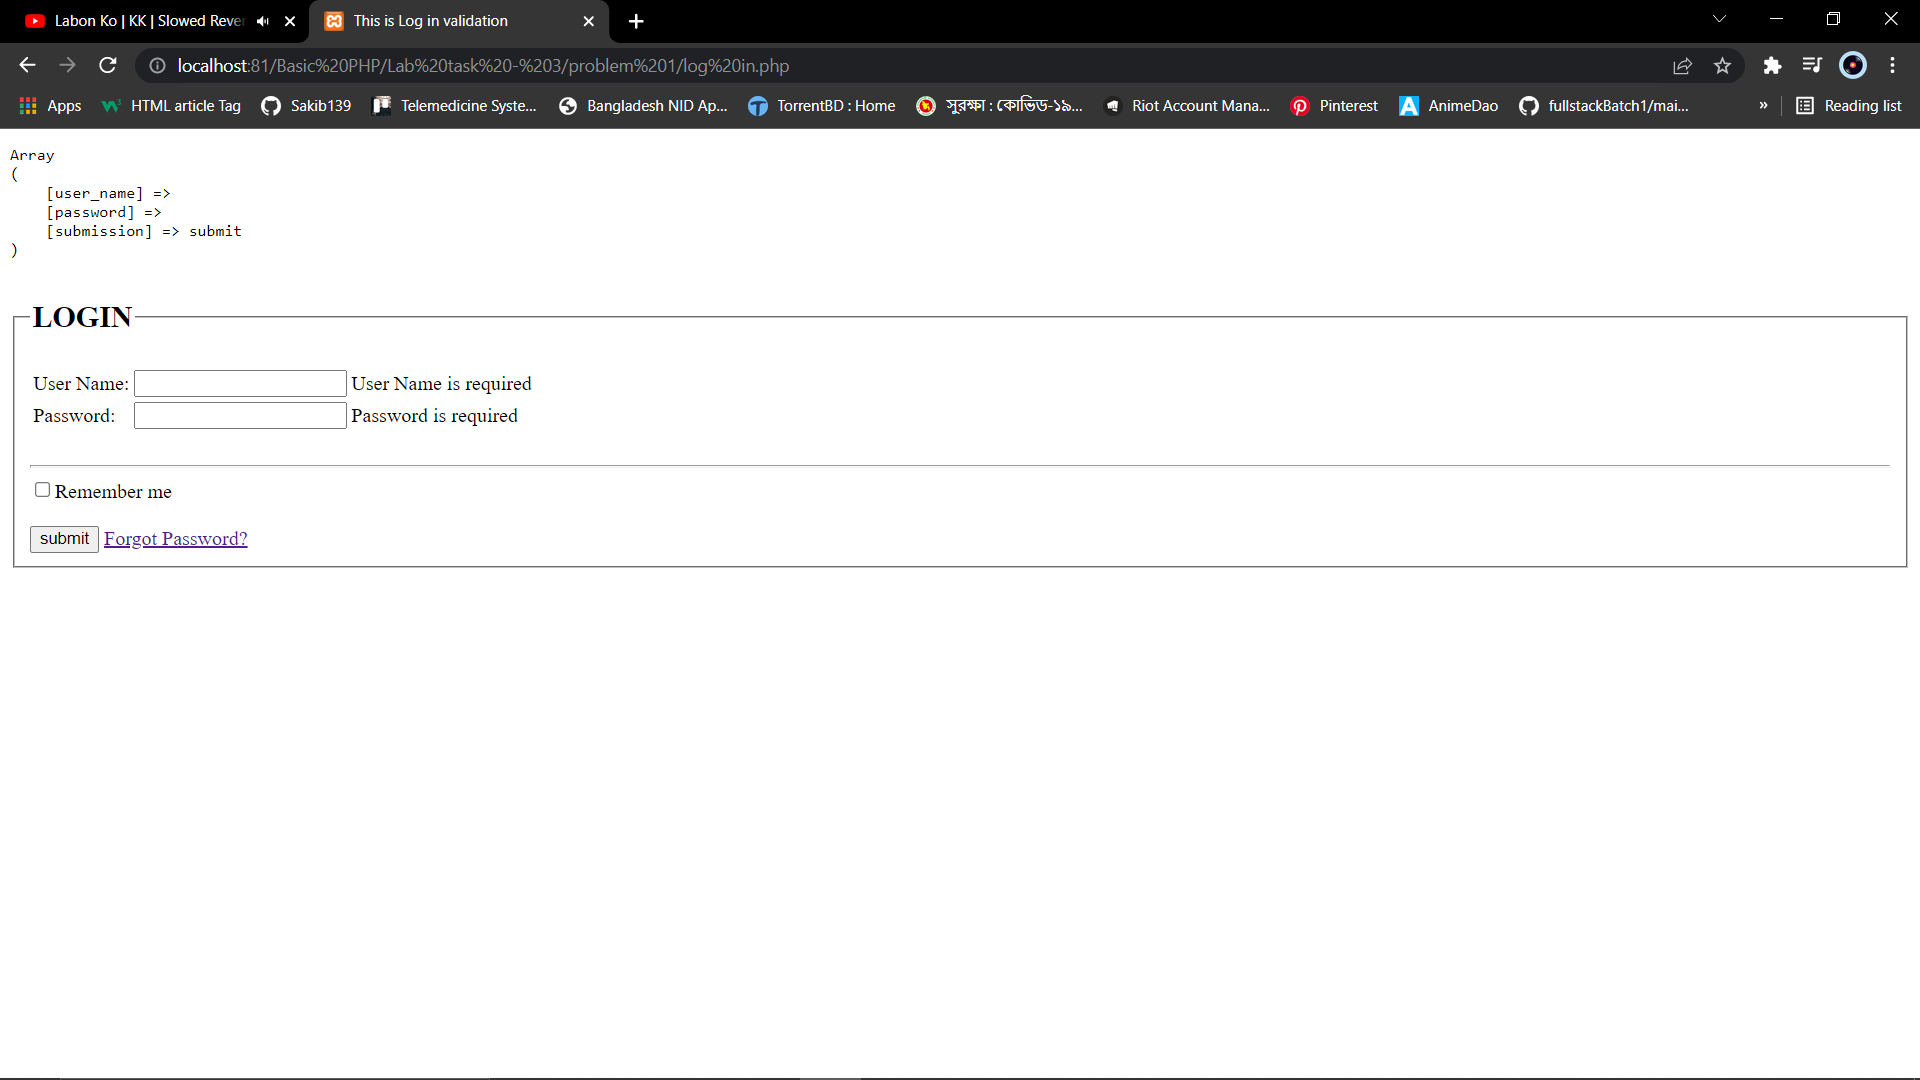 Labon Ko | KK | Slowed Rever
This is Log in validation
localhost:81/Basic%20PHP/Lab%20task%20-%203/problem%201/log%20in.php
Apps HTML article Tag Sakib139 Telemedicine Syste... Bangladesh NID Ap... TorrentBD : Home সুরক্ষা : কোভিড-১৯... Riot Account Mana... Pinterest AnimeDao fullstackBatch1/mai... » Reading list
Array
(
[user_name] =>
[password] =>
[submission] => submit
)
LOGIN
User Name: User Name is required
Password: Password is required
Remember me
submit Forgot Password?